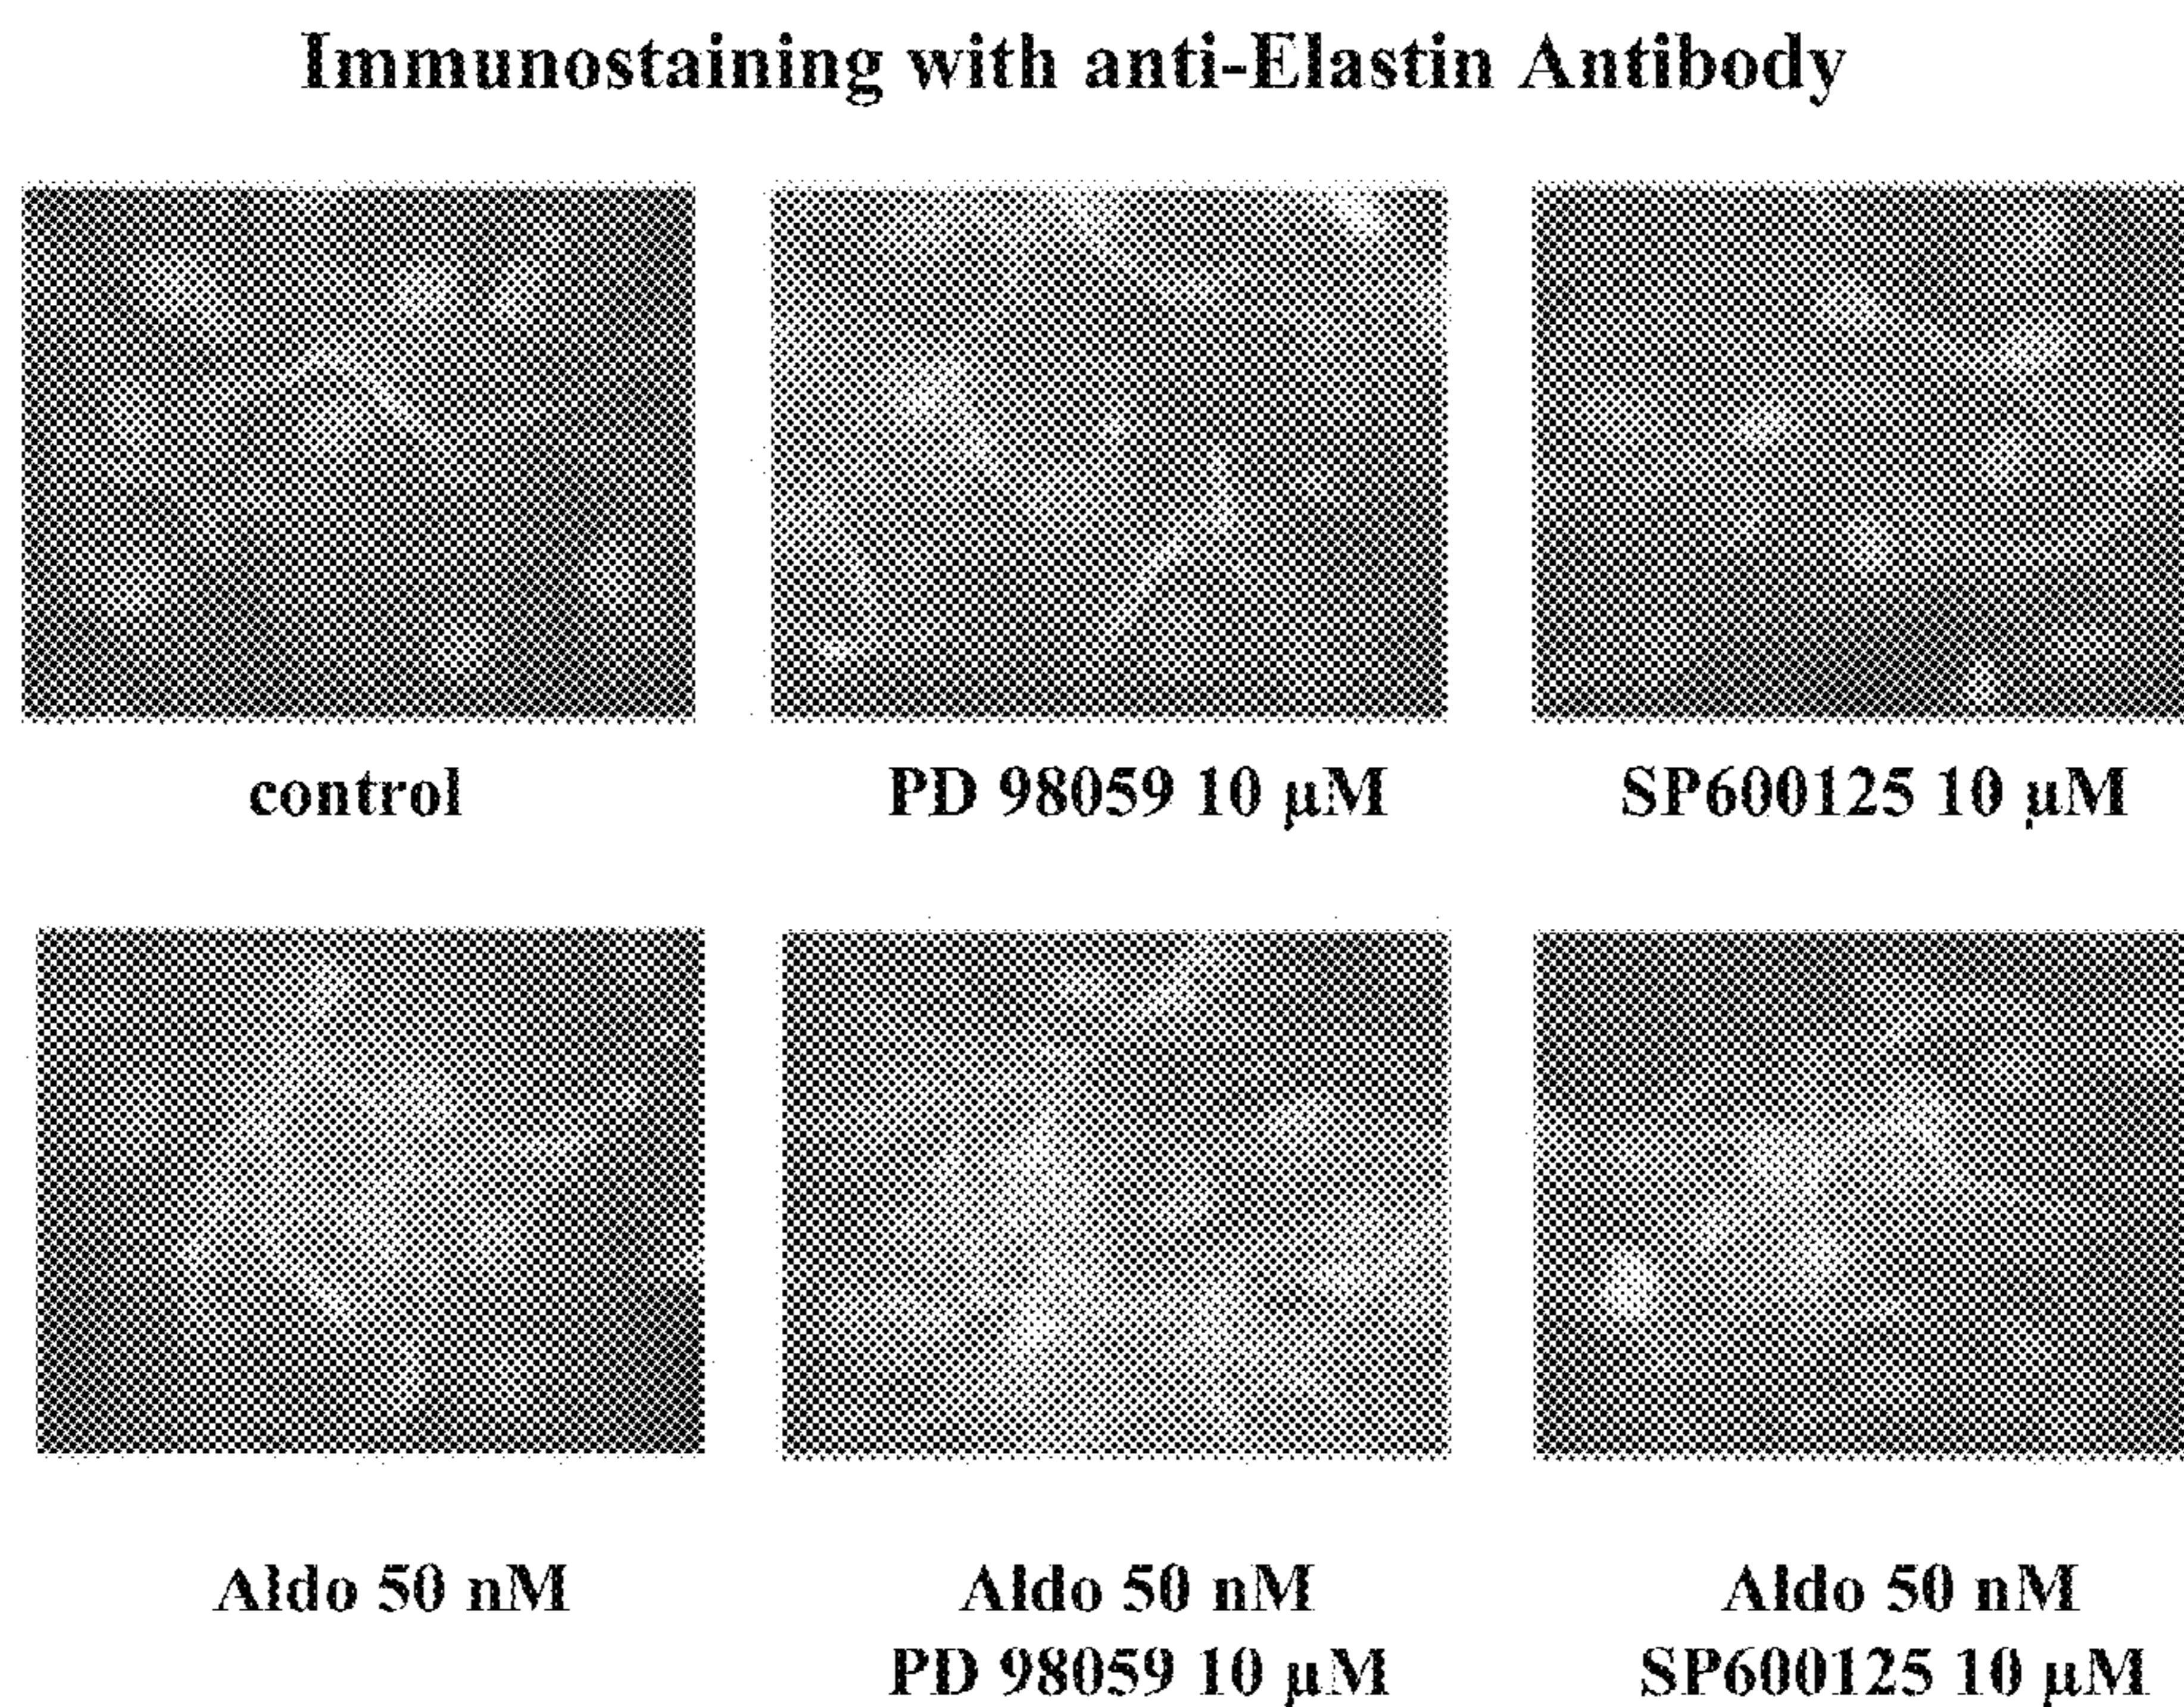 Immunostaining with anti-Elastin Antibody
control
PD 98059 10 µM
SP600125 10 µM
Aldo 50 nM
Aldo 50 nM
PD 98059 10 µM
Aldo 50 nM
SP600125 10 µM